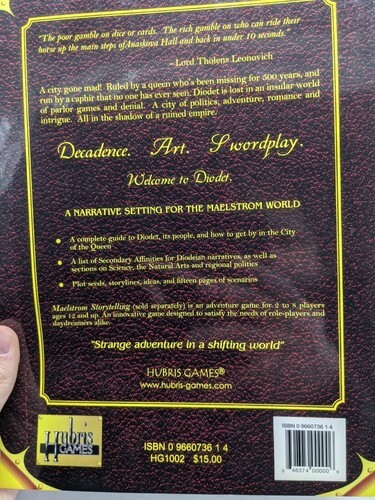 "The poor gamble on dice or cards. The rich gamble on who can ride their
horse up the main steps of Anaskova Hall and back in under 10 seconds."
--Lord Tholens Leonovich
A city gone mad! Ruled by a queen who's been missing for 500 years, and
run by a caphir that no one has ever seen, Diodet is lost in an insular world
of parlor games and denial. A city of politics, adventure, romance and
intrigue. All in the shadow of a ruined empire.
Decadence. Art. Swordplay.
Welcome to Diodet.
A NARRATIVE SETTING FOR THE MAELSTROM WORLD
• A complete guide to Diodet, its people, and how to get by in the City
of the Queen
• A list of Secondary Affinities for Diodeian narratives, as well as
sections on Science, the Natural Arts and regional politics
• Plot seeds, storylines, ideas, and fifteen pages of scenarios
Maelstrom Storytelling (sold separately) is an adventure game for 2 to 8 players
ages 12 and up. An innovative game designed to satisfy the needs of role-players and
daydreamers alike.
"Strange adventure in a shifting world"
HUBRIS GAMES®
www.hubris-games.com
Hubris
GAMES
ISBN 0 9660736 1 4
HG1002 $15.00
ISBN 0 9660736 1 4
46374 00000 6